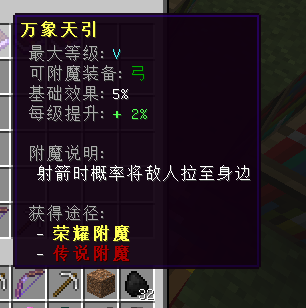 万象天引
最大等级: V
可附魔装备: 弓
基础效果: 5%
每级提升: + 2%
附魔说明:
射箭时概率将敌人拉至身边
获得途径:
- 荣耀附魔
- 传说附魔
32